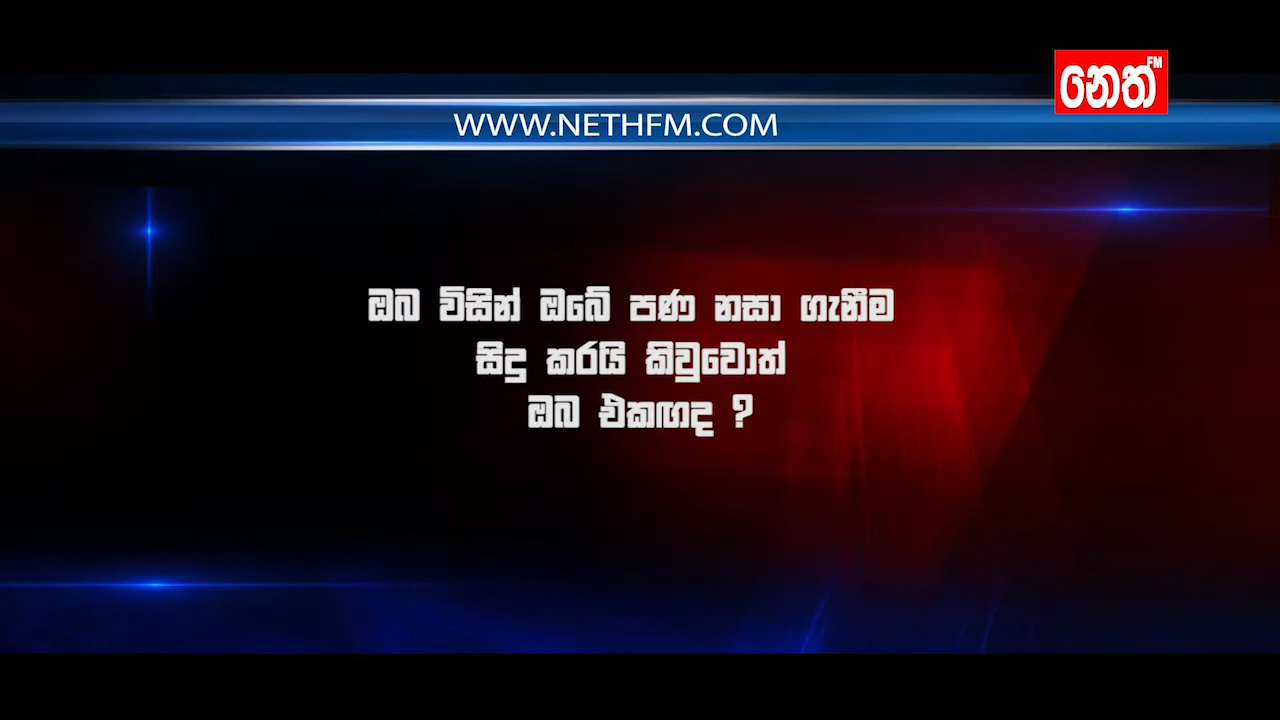 නෙත් FM
WWW.NETHFM.COM
ඔබ විසින් ඔබේ පණ නසා ගැනීම
සිදු කරයි කිවුවොත්
ඔබ එකඟද ?